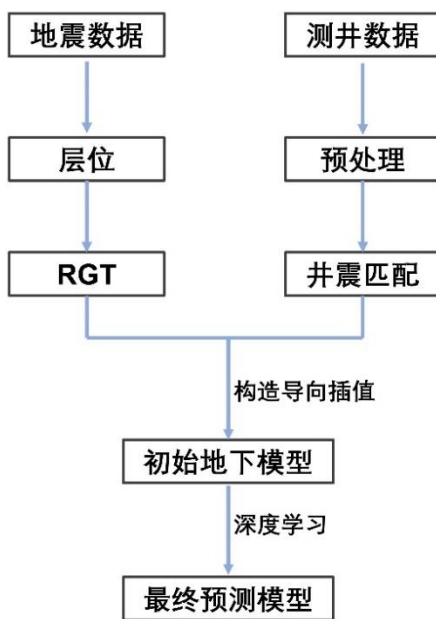 地震数据
测井数据
层位
预处理
RGT
井震匹配
构造导向插值
初始地下模型
深度学习
最终预测模型